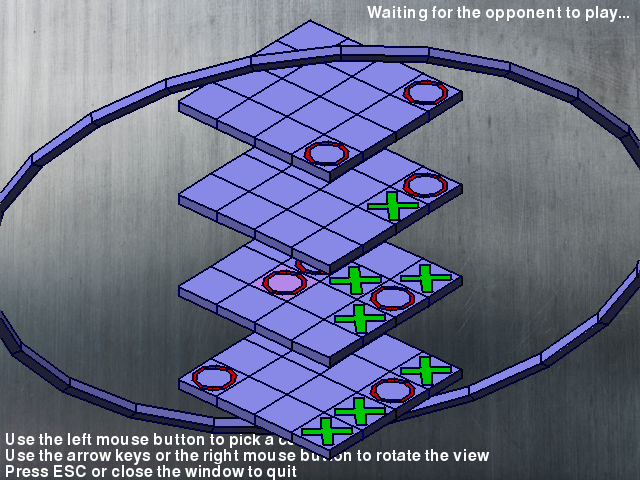 Waiting for the opponent to play...
Use the left mouse button to pick a
Use the arrow keys or the right mouse button to rotate the view
Press ESC or close the window to quit